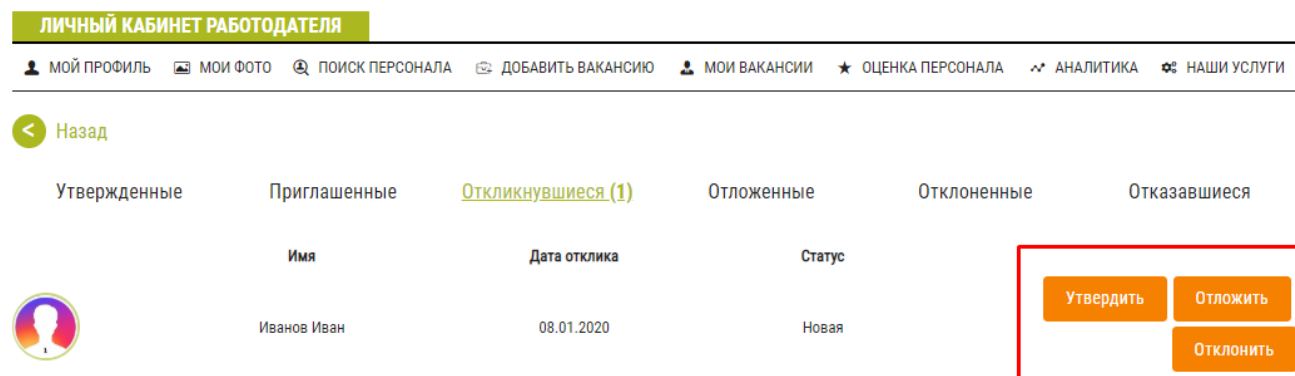 ЛИЧНЫЙ КАБИНЕТ РАБОТОДАТЕЛЯ
МОЙ ПРОФИЛЬ МОИ ФОТО ПОИСК ПЕРСОНАЛА ДОБАВИТЬ ВАКАНСИЮ МОИ ВАКАНСИИ ОЦЕНКА ПЕРСОНАЛА АНАЛИТИКА НАШИ УСЛУГИ
< Назад
Утвержденные Приглашенные Откликнувшиеся (1) Отложенные Отклоненные Отказавшиеся
Имя Дата отклика Статус
Утвердить Отложить
1 Иванов Иван 08.01.2020 Новая
Отклонить